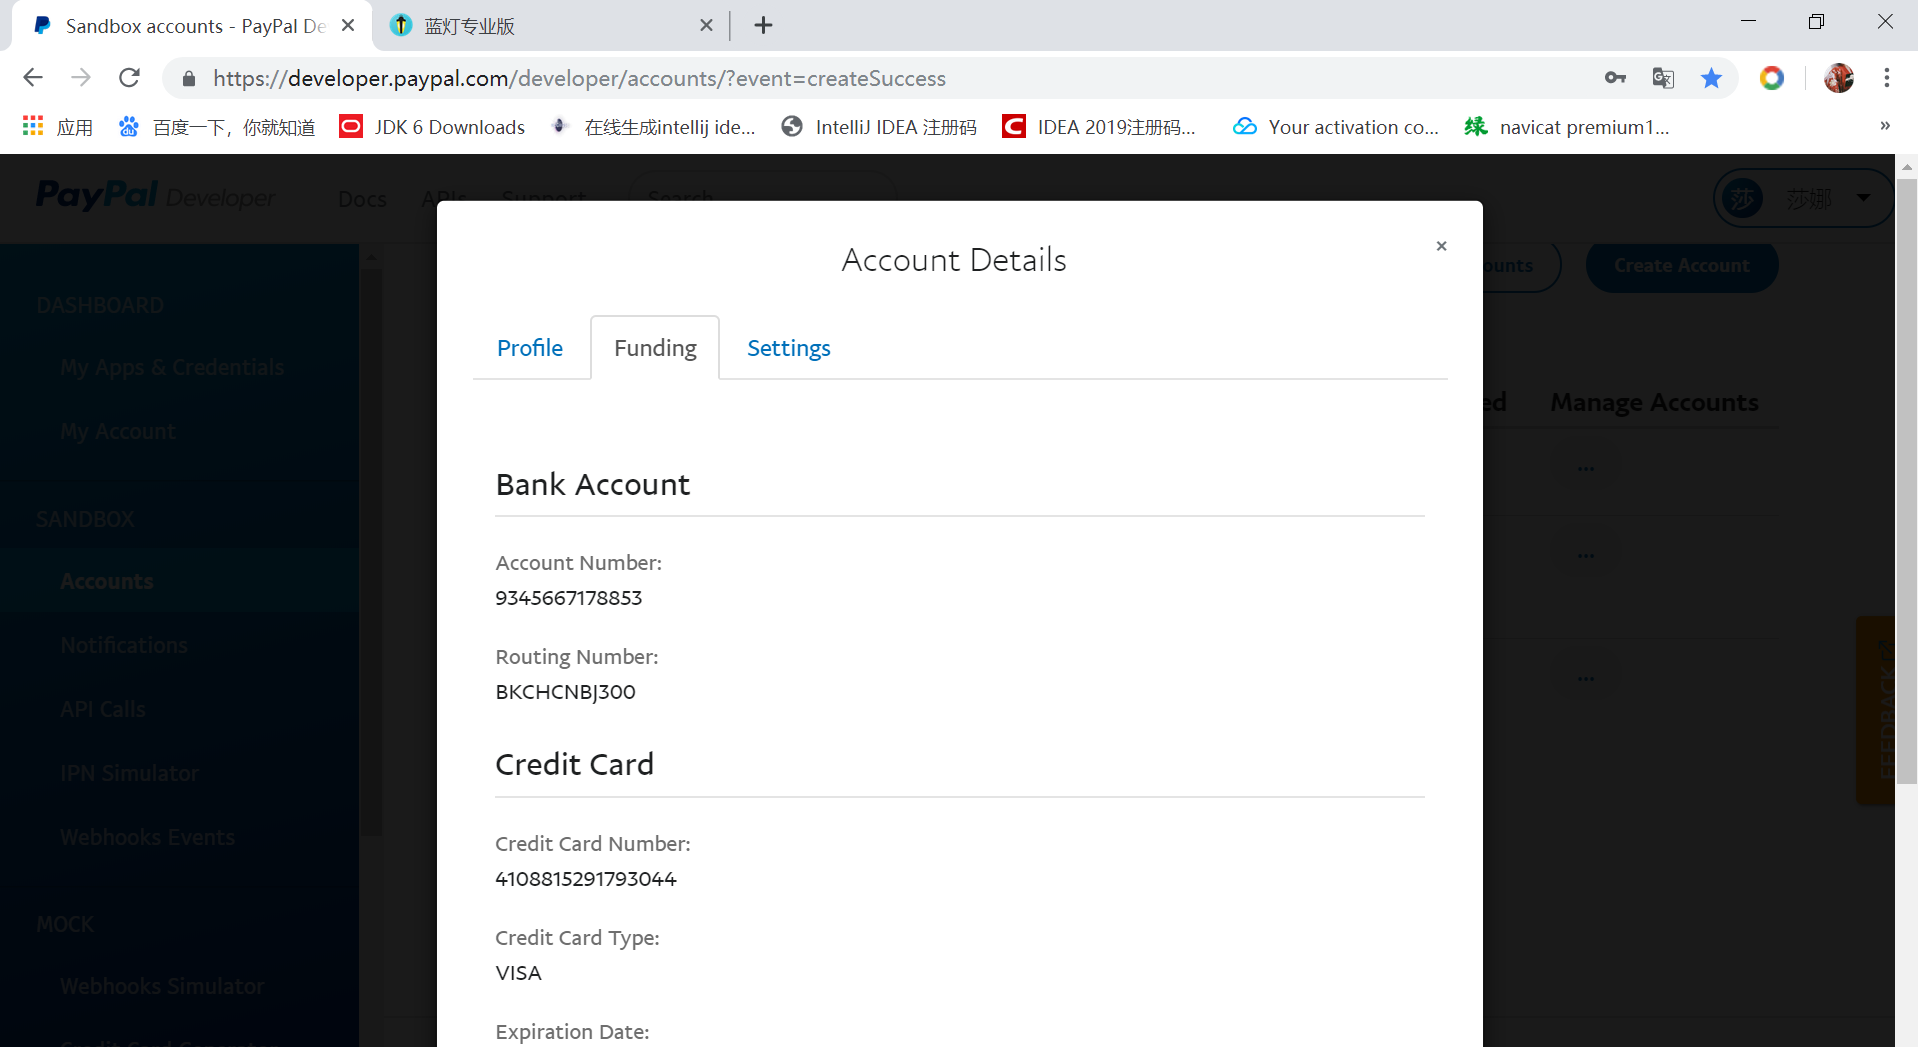 Sandbox accounts - PayPal De
蓝灯专业版
https://developer.paypal.com/developer/accounts/?event=createSuccess
应用
百度一下，你就知道
JDK 6 Downloads
在线生成intellij ide...
IntelliJ IDEA 注册码
IDEA 2019注册码...
Your activation co...
navicat premium1...
PayPal Developer
Docs
APIs
Support
Search
莎 莎娜
Account Details
×
ounts
Create Account
Profile
Funding
Settings
DASHBOARD
My Apps & Credentials
My Account
SANDBOX
Accounts
Notifications
API Calls
IPN Simulator
Webhooks Events
MOCK
Webhooks Simulator
ed
Manage Accounts
...
...
...
FEEDBACK
Bank Account
Account Number:
9345667178853
Routing Number:
BKCHCNBJ300
Credit Card
Credit Card Number:
4108815291793044
Credit Card Type:
VISA
Expiration Date: